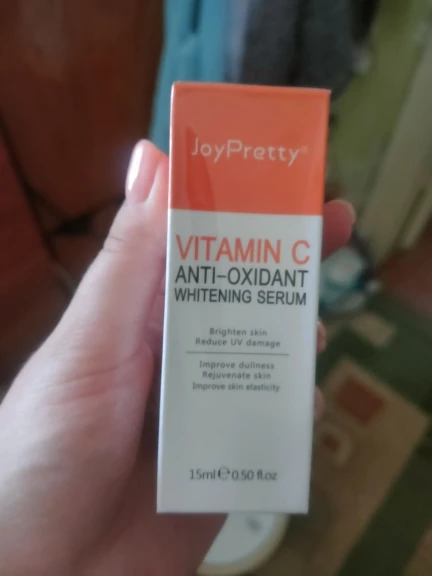 JoyPretty®
VITAMIN C
ANTI-OXIDANT
WHITENING SERUM
Brighten skin
Reduce UV damage
Improve dullness
Rejuvenate skin
Improve skin elasticity
15ml ℮ 0.50 fl.oz